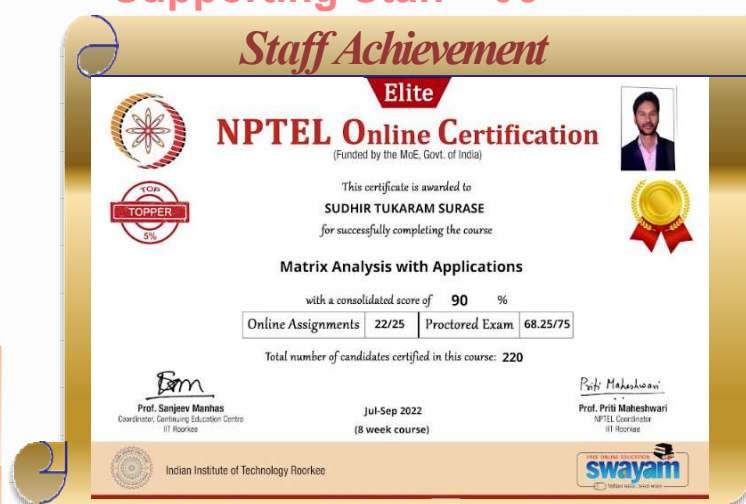 Staff Achievement
Elite
NPTEL Online Certification
(Funded by the MoE, Govt. of India)
TOP
TOPPER
5%
This certificate is awarded to
SUDHIR TUKARAM SURASE
for successfully completing the course
Matrix Analysis with Applications
with a consolidated score of 90 %
Online Assignments 22/25 Proctored Exam 68.25/75
Total number of candidates certified in this course: 220
Priti Maheshwari
Prof. Sanjeev Manhas
Coordinator, Continuing Education Centre
IIT Roorkee
Jul-Sep 2022
(8 week course)
Prof. Priti Maheshwari
NPTEL Coordinator
IIT Roorkee
Indian Institute of Technology Roorkee
FREE ONLINE EDUCATION
swayam